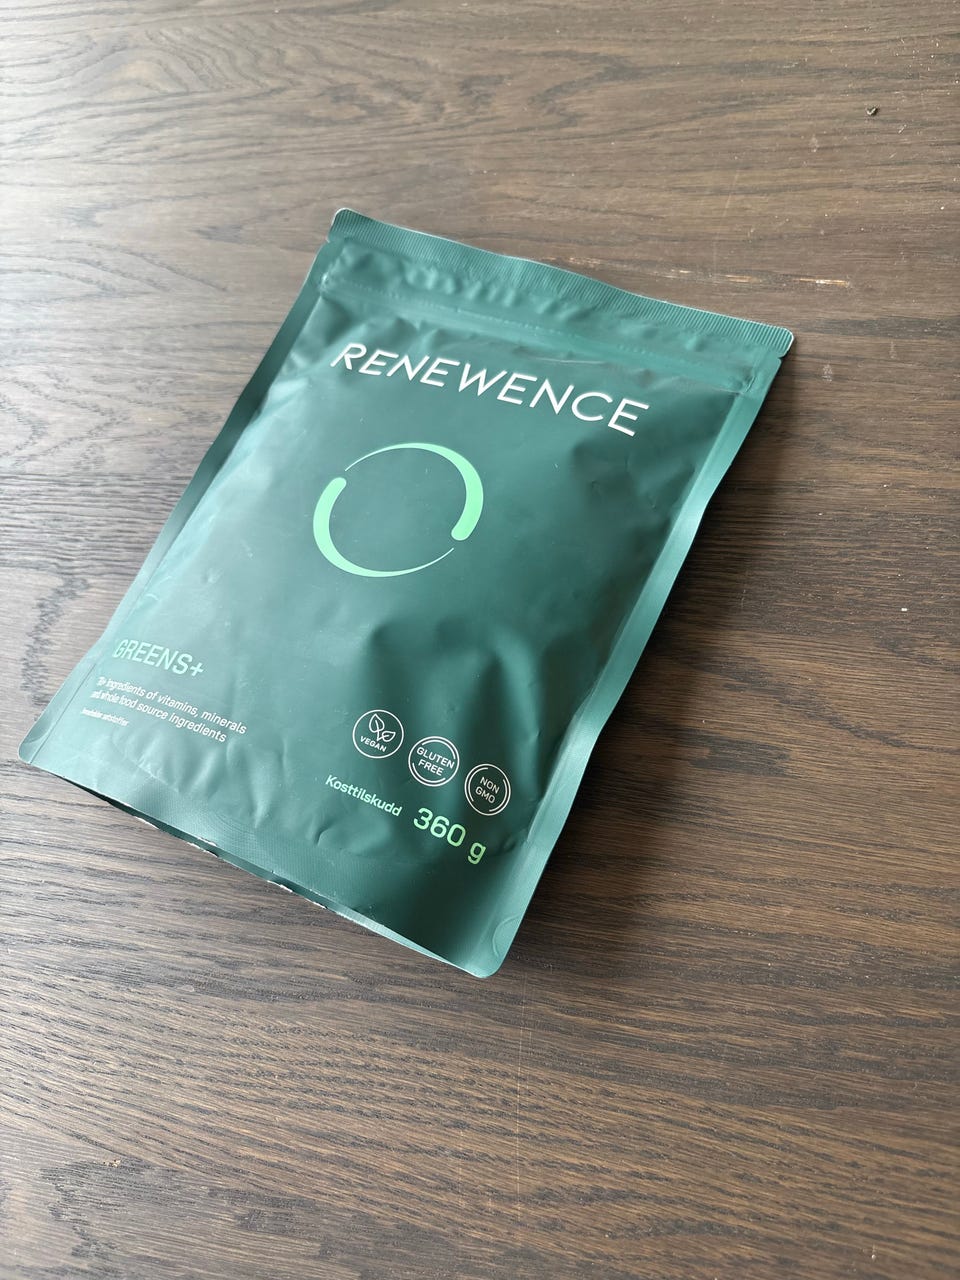 RENEWENCE
GREENS+
ingredients of vitamins, minerals
and whole food source ingredients
VEGAN
GLUTEN
FREE
NON
GMO
Kosttilskudd 360 g